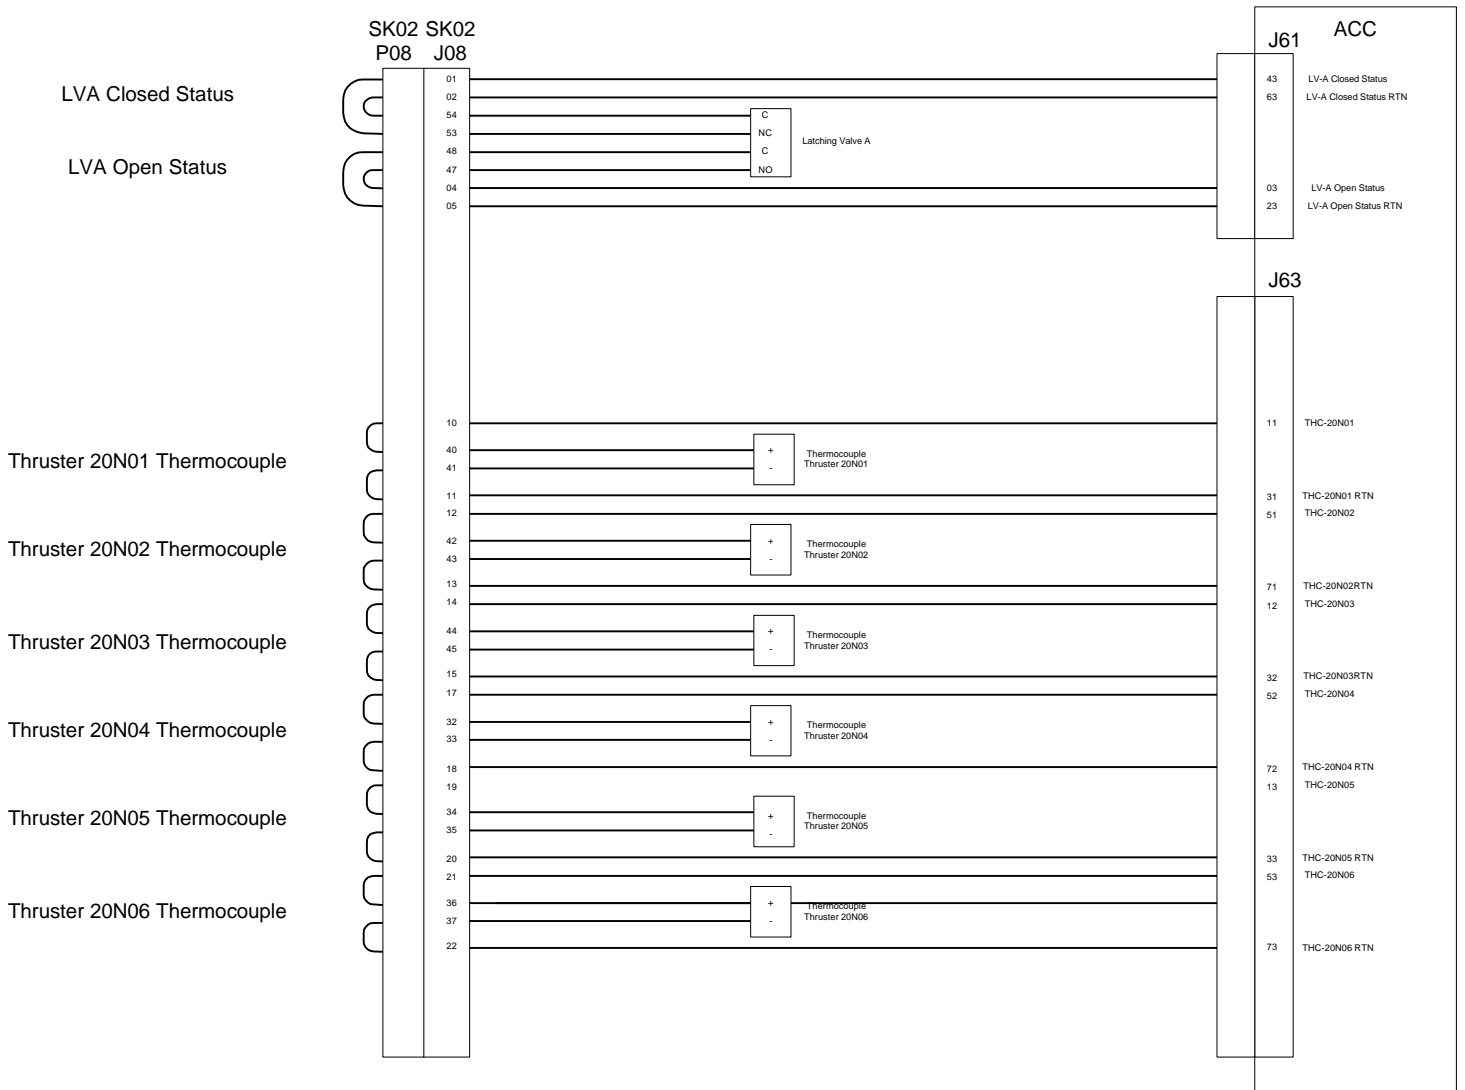 SK02 SK02
P08 J08
ACC
J61
LVA Closed Status
01
43 LV-A Closed Status
02
63 LV-A Closed Status RTN
54 C
53 NC
Latching Valve A
48 C
LVA Open Status
47 NO
04
03 LV-A Open Status
05
23 LV-A Open Status RTN
J63
10
11 THC-20N01
Thruster 20N01 Thermocouple
40 +
41 -
Thermocouple
Thruster 20N01
11
31 THC-20N01 RTN
12
51 THC-20N02
Thruster 20N02 Thermocouple
42 +
43 -
Thermocouple
Thruster 20N02
13
71 THC-20N02RTN
14
12 THC-20N03
Thruster 20N03 Thermocouple
44 +
45 -
Thermocouple
Thruster 20N03
15
32 THC-20N03RTN
17
52 THC-20N04
Thruster 20N04 Thermocouple
32 +
33 -
Thermocouple
Thruster 20N04
18
72 THC-20N04 RTN
19
13 THC-20N05
Thruster 20N05 Thermocouple
34 +
35 -
Thermocouple
Thruster 20N05
20
33 THC-20N05 RTN
21
53 THC-20N06
Thruster 20N06 Thermocouple
36 +
37 -
Thermocouple
Thruster 20N06
22
73 THC-20N06 RTN